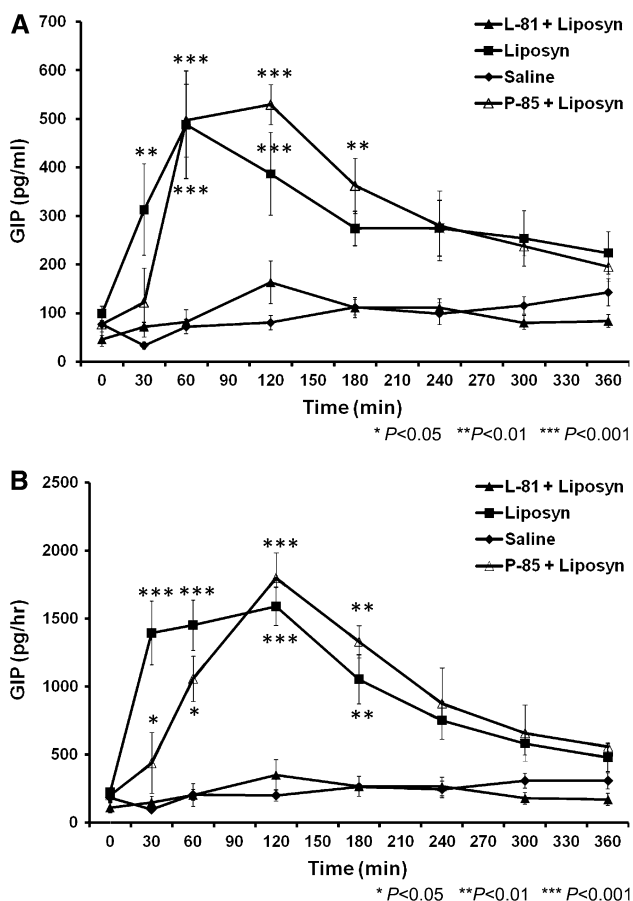 A
700
600
500
400
300
200
100
0
GIP (pg/ml)
L-81 + Liposyn
Liposyn
Saline
P-85 + Liposyn
***
***
**
***
**
***
0 30 60 90 120 150 180 210 240 270 300 330 360
Time (min)
* P<0.05 **P<0.01 *** P<0.001
B
2500
2000
1500
1000
500
0
GIP (pg/hr)
L-81 + Liposyn
Liposyn
Saline
P-85 + Liposyn
***
*** ***
**
***
*
*
**
0 30 60 90 120 150 180 210 240 270 300 330 360
Time (min)
* P<0.05 **P<0.01 *** P<0.001